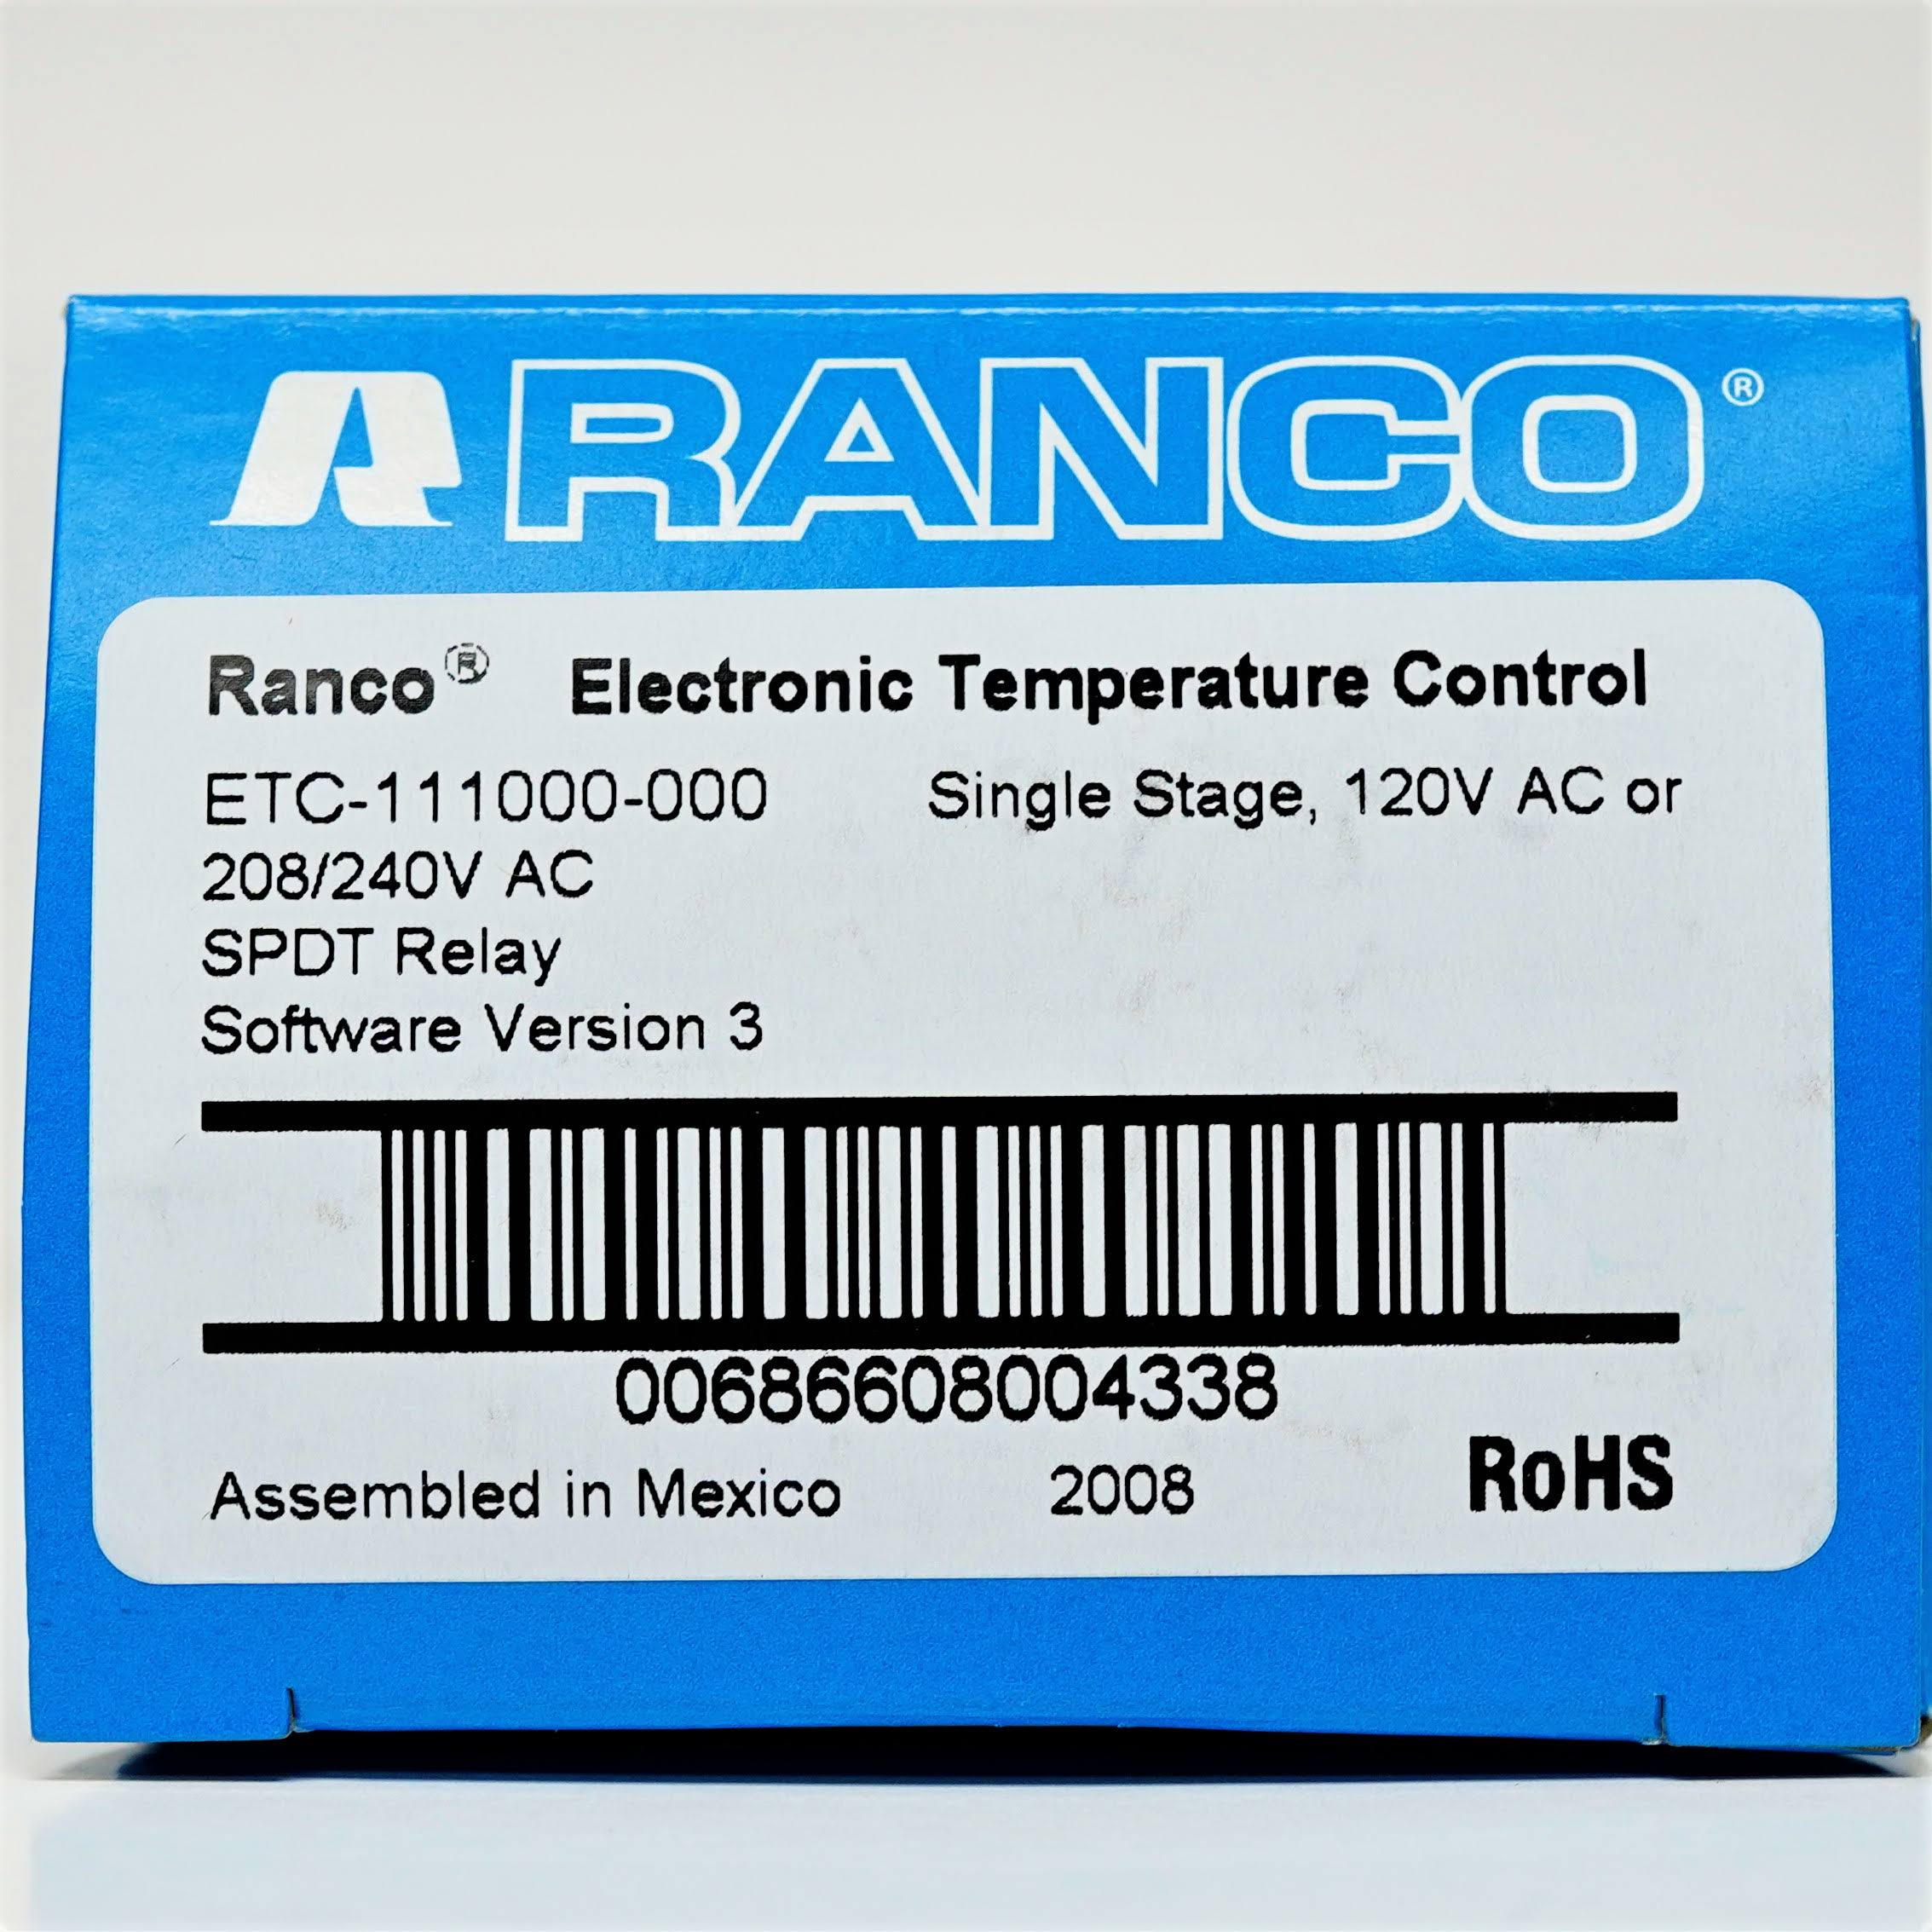 RANCO®
Ranco® Electronic Temperature Control
ETC-111000-000 Single Stage, 120V AC or
208/240V AC
SPDT Relay
Software Version 3
00686608004338
Assembled in Mexico 2008 RoHS